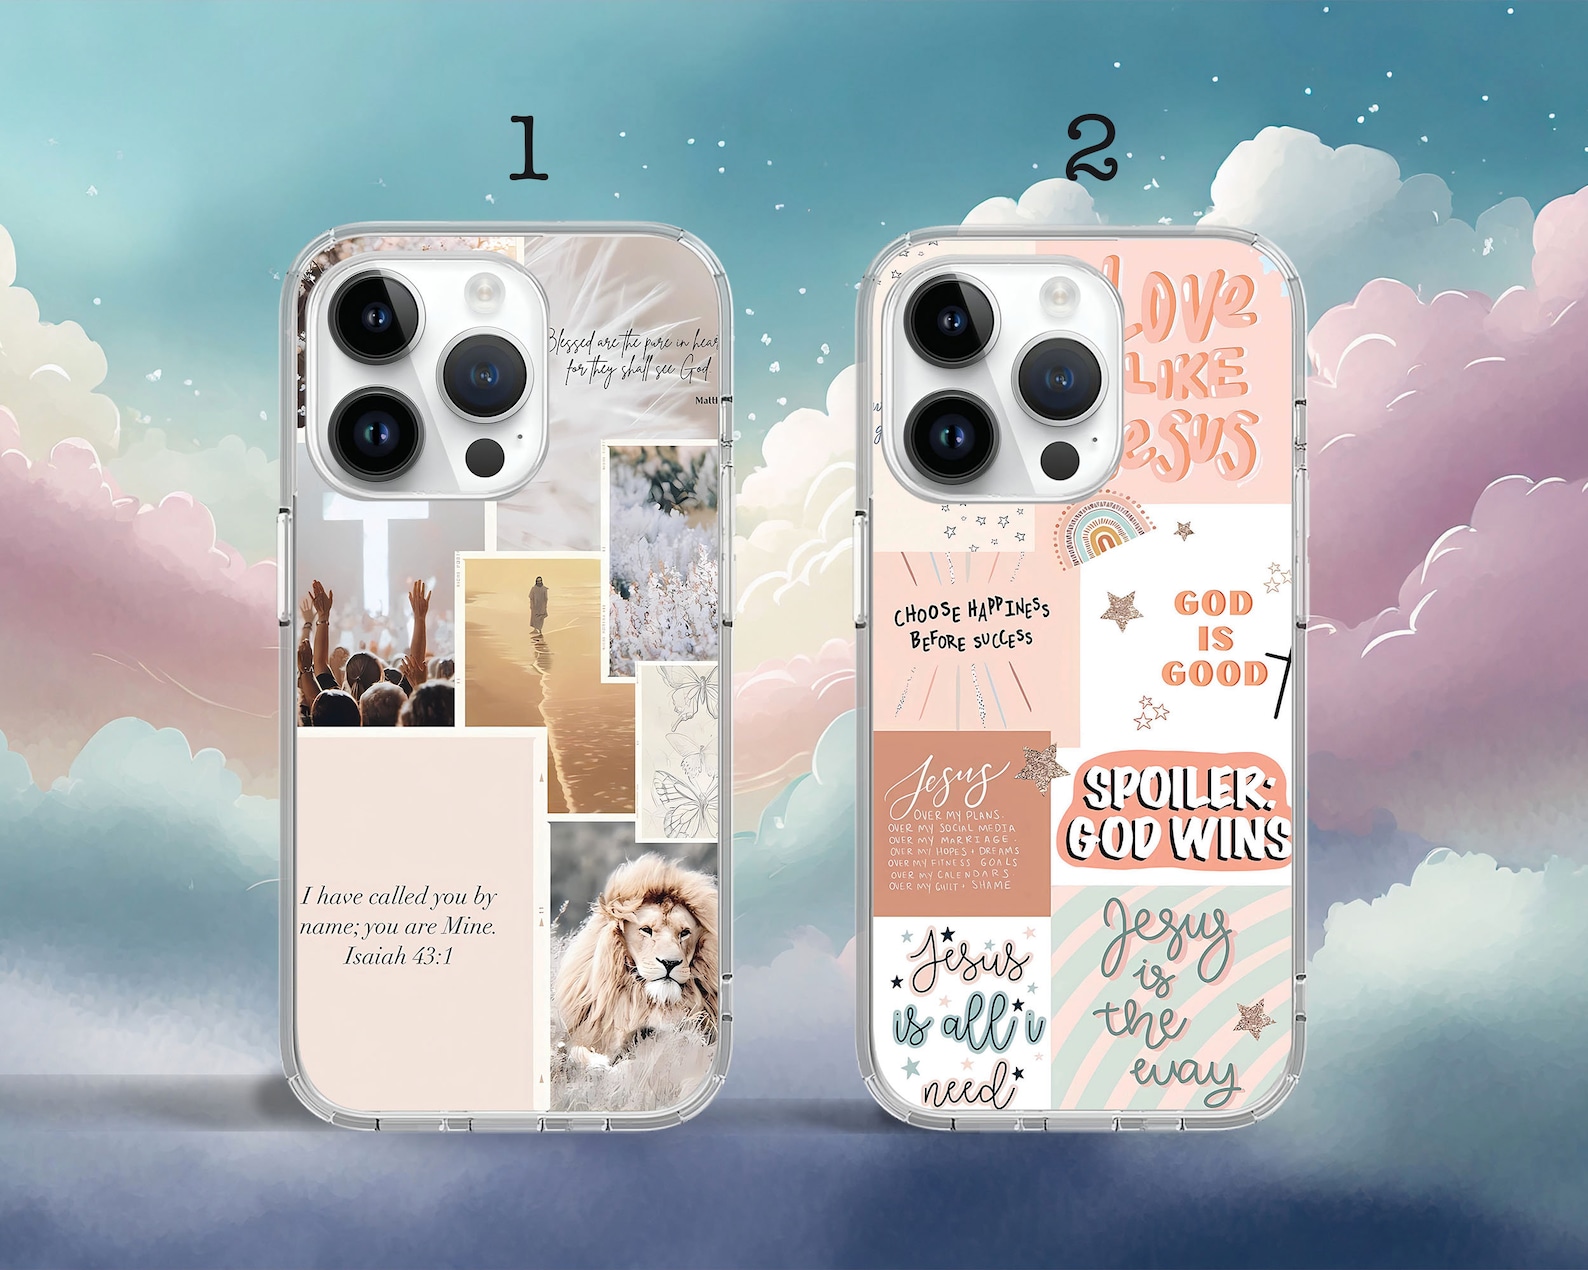 1
2
Blessed are the pure in hear
for they shall see God.
Matth
I have called you by
name; you are Mine.
Isaiah 43:1
LOVE
LIKE
JESUS
CHOOSE HAPPINESS
BEFORE SUCCESS
GOD
IS
GOOD
Jesus
OVER MY PLANS.
OVER MY SOCIAL MEDIA
OVER MY MARRIAGE.
OVER MY HOPES + DREAMS
OVER MY FITNESS GOALS
OVER MY CALENDARS
OVER MY GUILT + SHAME
SPOILER:
GOD WINS
Jesus
is all i
need
Jesus
is
the
way